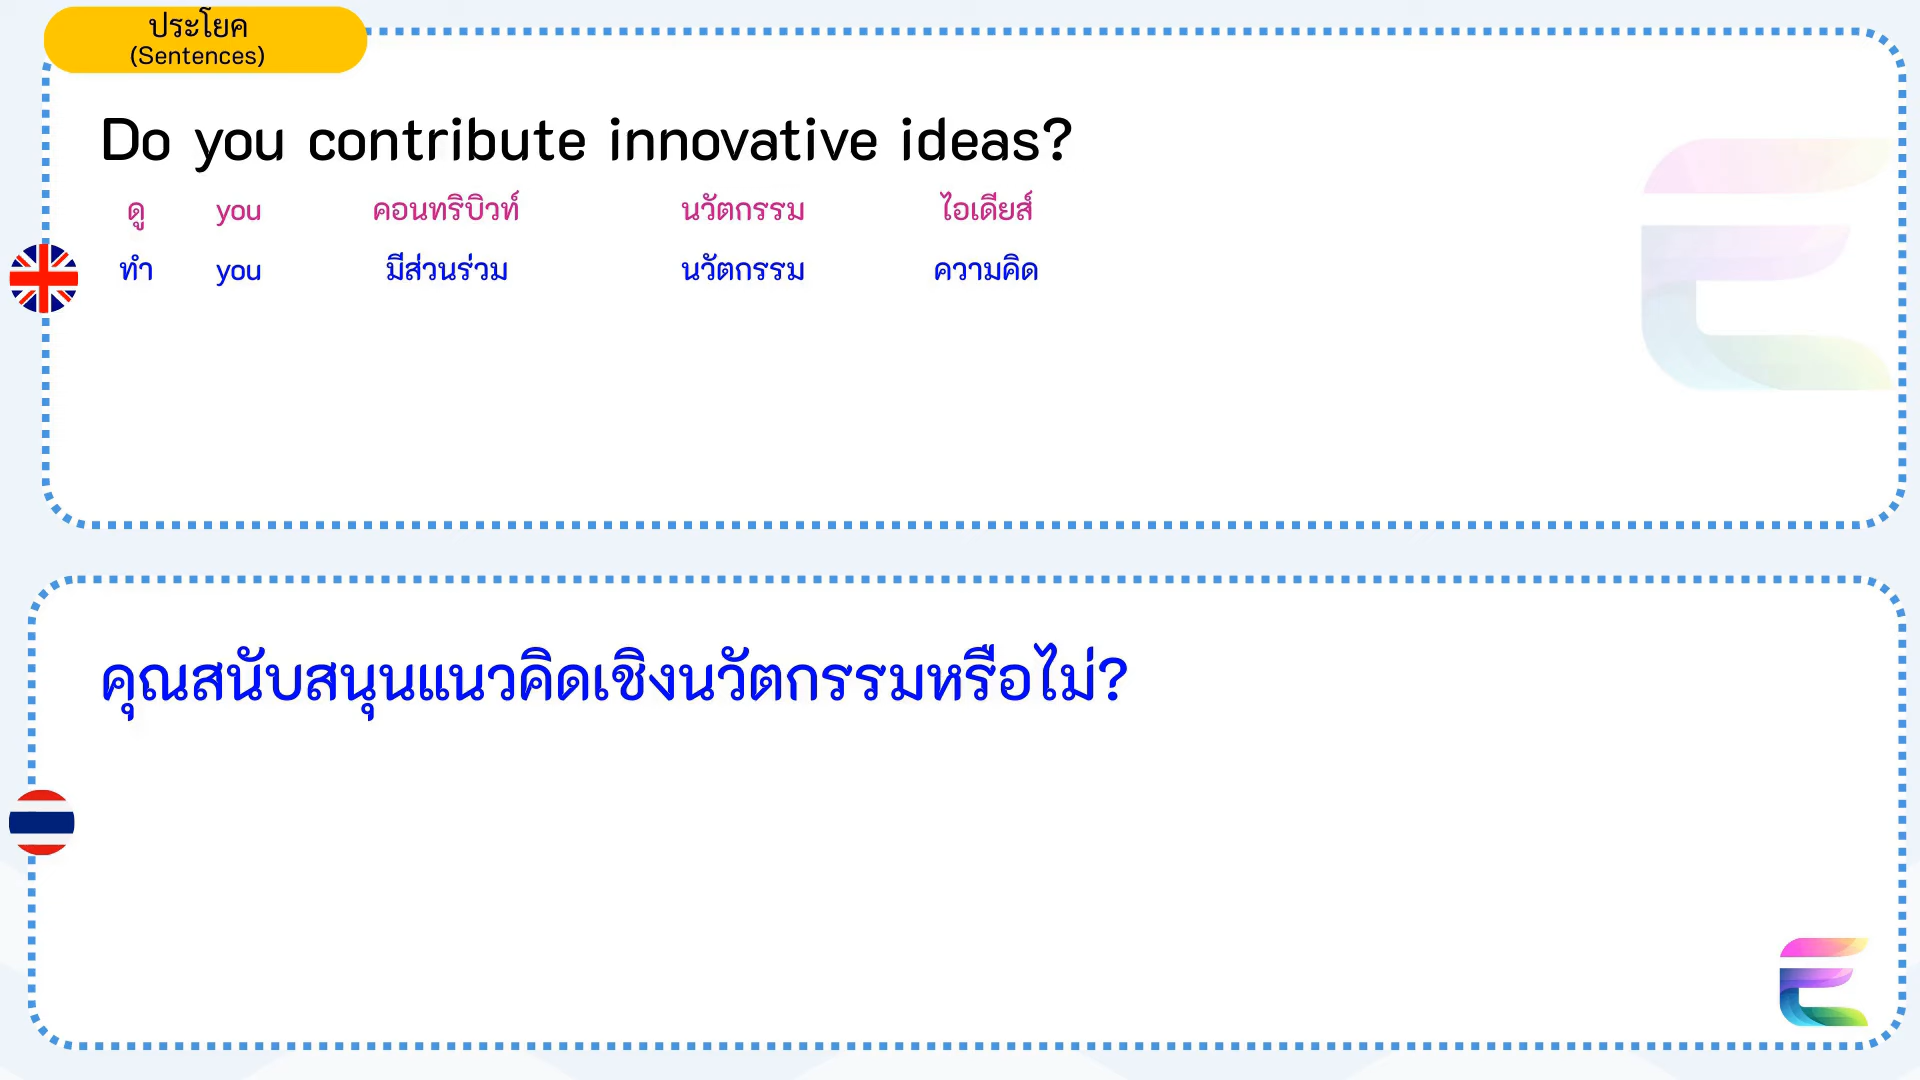 ประโยค
(Sentences)
Do you contribute innovative ideas?
ดู you คอนทริบิวท์ นวัตกรรม ไอเดียส์
ทำ you มีส่วนร่วม นวัตกรรม ความคิด
คุณสนับสนุนแนวคิดเชิงนวัตกรรมหรือไม่?